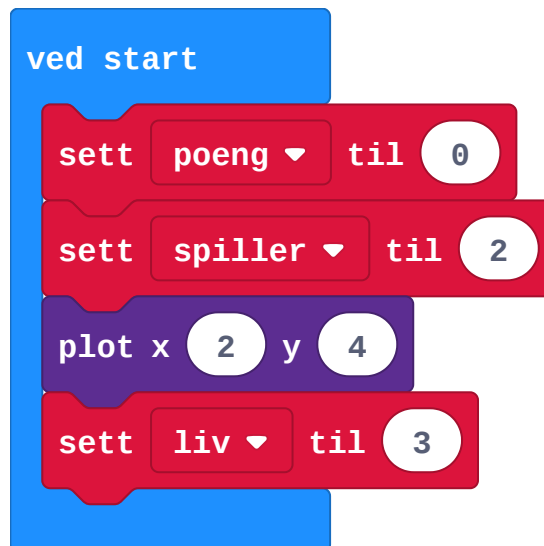 ved start
sett poeng til 0
sett spiller til 2
plot x 2 y 4
sett liv til 3